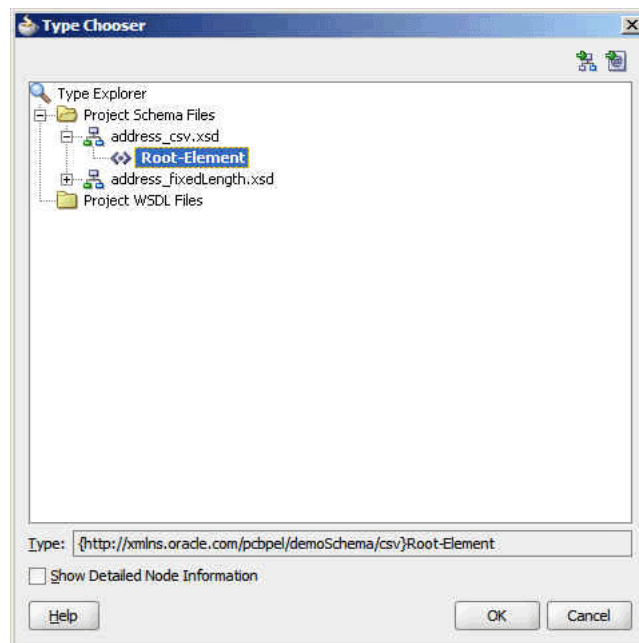 Type Chooser
Type Explorer
Project Schema Files
address_csv.xsd
Root-Element
address_fixedLength.xsd
Project WSDL Files
Type: {http://xmlns.oracle.com/pcbpel/demoSchema/csv}Root-Element
Show Detailed Node Information
Help OK Cancel